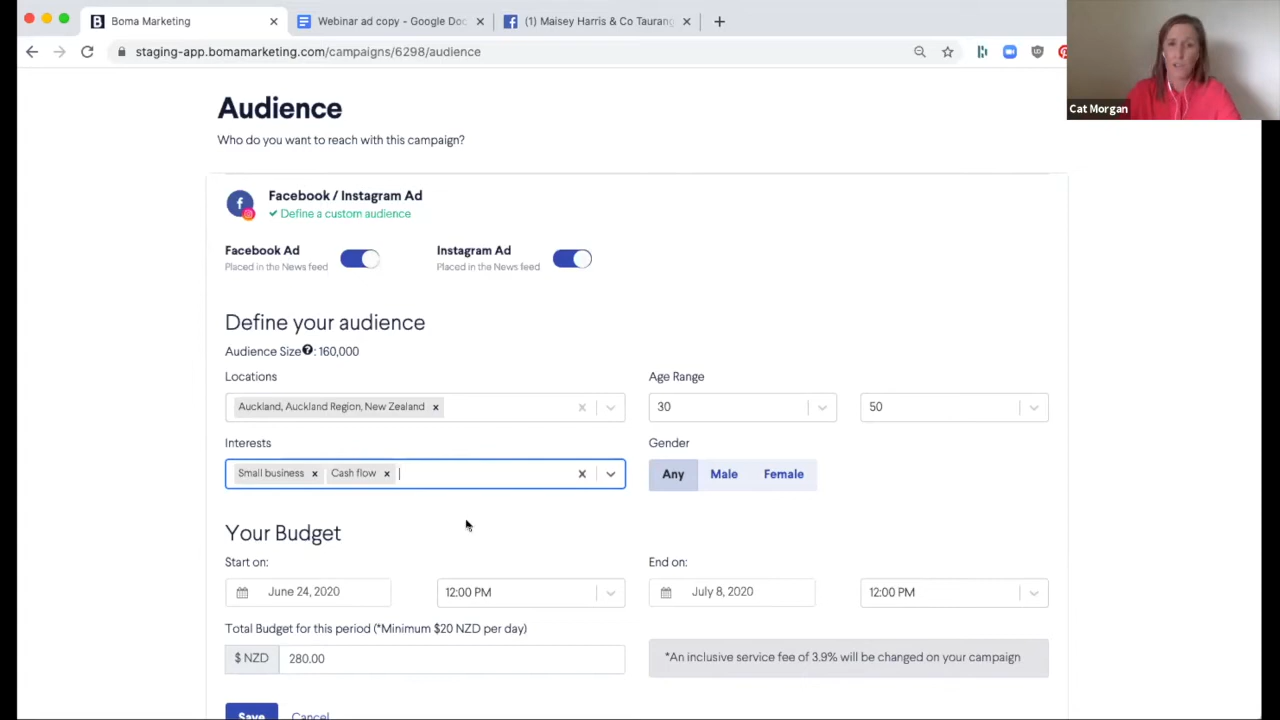 Boma Marketing
Webinar ad copy - Google Doc
(1) Maisey Harris & Co Taurang
staging-app.bomamarketing.com/campaigns/6298/audience
Cat Morgan
Audience
Who do you want to reach with this campaign?
Facebook / Instagram Ad
Define a custom audience
Facebook Ad
Placed in the News feed
Instagram Ad
Placed in the News feed
Define your audience
Audience Size?: 160,000
Locations
Age Range
Auckland, Auckland Region, New Zealand
30
50
Interests
Gender
Small business Cash flow
Any Male Female
Your Budget
Start on:
End on:
June 24, 2020
12:00 PM
July 8, 2020
12:00 PM
Total Budget for this period (*Minimum $20 NZD per day)
$ NZD 280.00
*An inclusive service fee of 3.9% will be changed on your campaign
Save Cancel